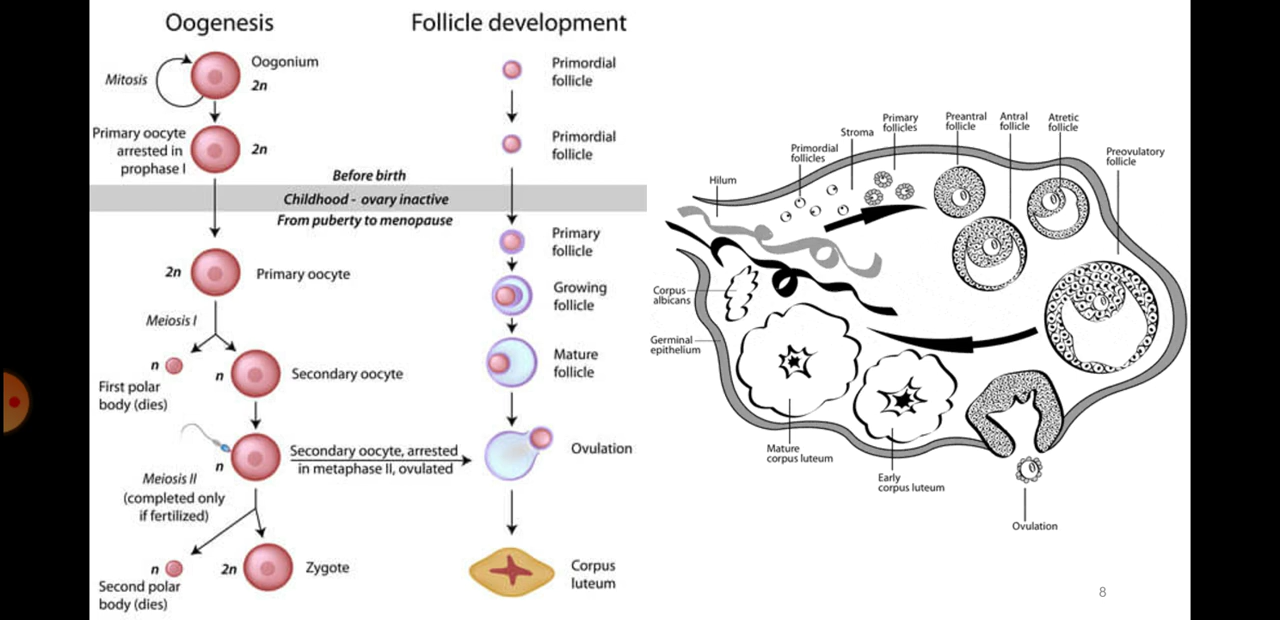 Oogenesis
Follicle development
Oogonium
2n
Mitosis
Primary oocyte
arrested in
prophase I
2n
Primordial
follicle
Primordial
follicle
Before birth
Childhood - ovary inactive
From puberty to menopause
2n
Primary oocyte
Primary
follicle
Growing
follicle
Meiosis I
n
First polar
body (dies)
n
Secondary oocyte
Mature
follicle
n
Secondary oocyte, arrested
in metaphase II, ovulated
Ovulation
Meiosis II
(completed only
if fertilized)
n
Second polar
body (dies)
2n
Zygote
Corpus
luteum
Hilum
Primordial
follicles
Stroma
Primary
follicles
Preantral
follicle
Antral
follicle
Atretic
follicle
Preovulatory
follicle
Corpus
albicans
Germinal
epithelium
Mature
corpus luteum
Early
corpus luteum
Ovulation
8